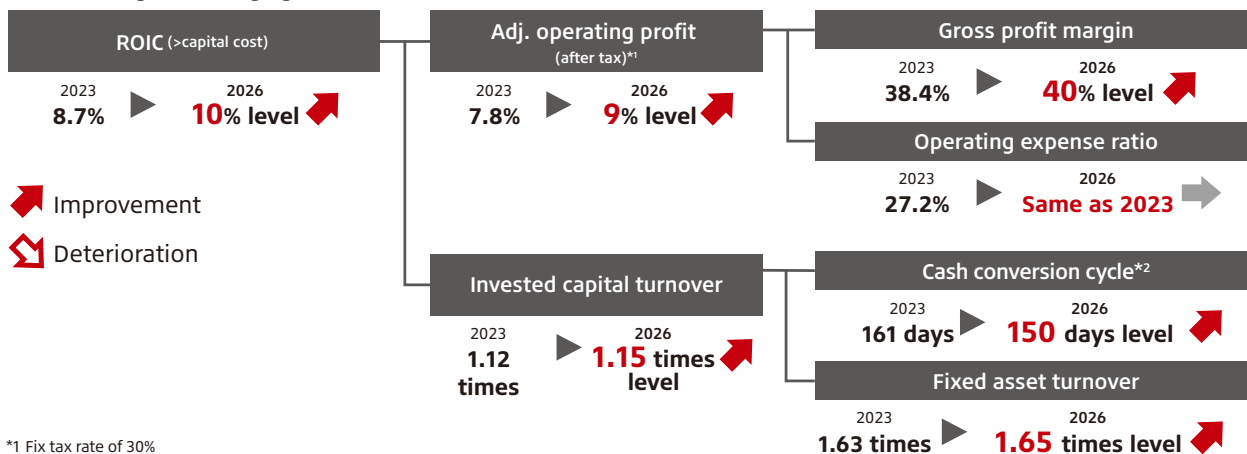 ROIC (>capital cost)
2023
8.7%
2026
10% level
Adj. operating profit
(after tax)*1
2023
7.8%
2026
9% level
Gross profit margin
2023
38.4%
2026
40% level
Operating expense ratio
2023
27.2%
2026
Same as 2023
Improvement
Deterioration
Invested capital turnover
2023
1.12
times
2026
1.15 times
level
Cash conversion cycle*2
2023
161 days
2026
150 days level
Fixed asset turnover
2023
1.63 times
2026
1.65 times level
*1 Fix tax rate of 30%